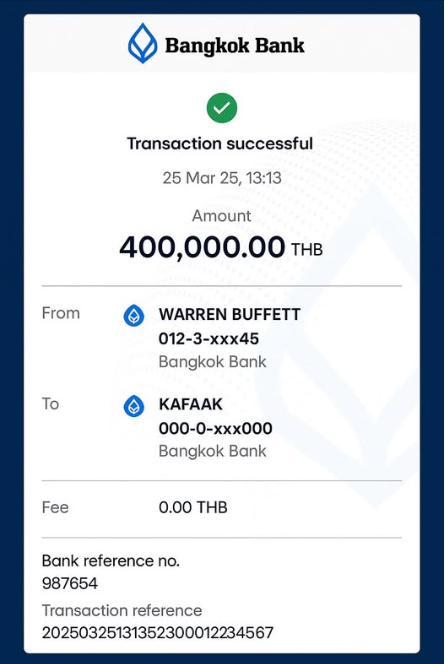 Bangkok Bank
Transaction successful
25 Mar 25, 13:13
Amount
400,000.00 THB
From WARREN BUFFETT
012-3-xxx45
Bangkok Bank
To KAFAAK
000-0-xxx000
Bangkok Bank
Fee 0.00 THB
Bank reference no.
987654
Transaction reference
20250325131352300012234567